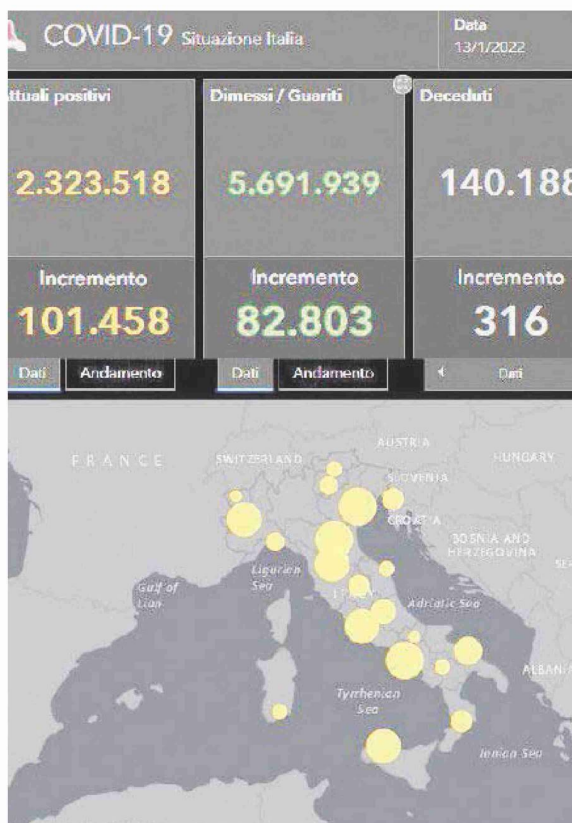 COVID-19 Situazione Italia
Data
13/1/2022
ttuali positivi
2.323.518
Incremento
101.458
Dati
Andamento
Dimessi / Guariti
5.691.939
Incremento
82.803
Dati
Andamento
Deceduti
140.188
Incremento
316
Dati
FRANCE
SWITZERLAND
AUSTRIA
HUNGARY
SLOVENIA
CROATIA
BOSNIA AND
HERZEGOVINA
SE
Gulf of
Lion
Ligurian
Sea
Adriatic Sea
ALBANIA
Tyrrhenian
Sea
Ionian Sea